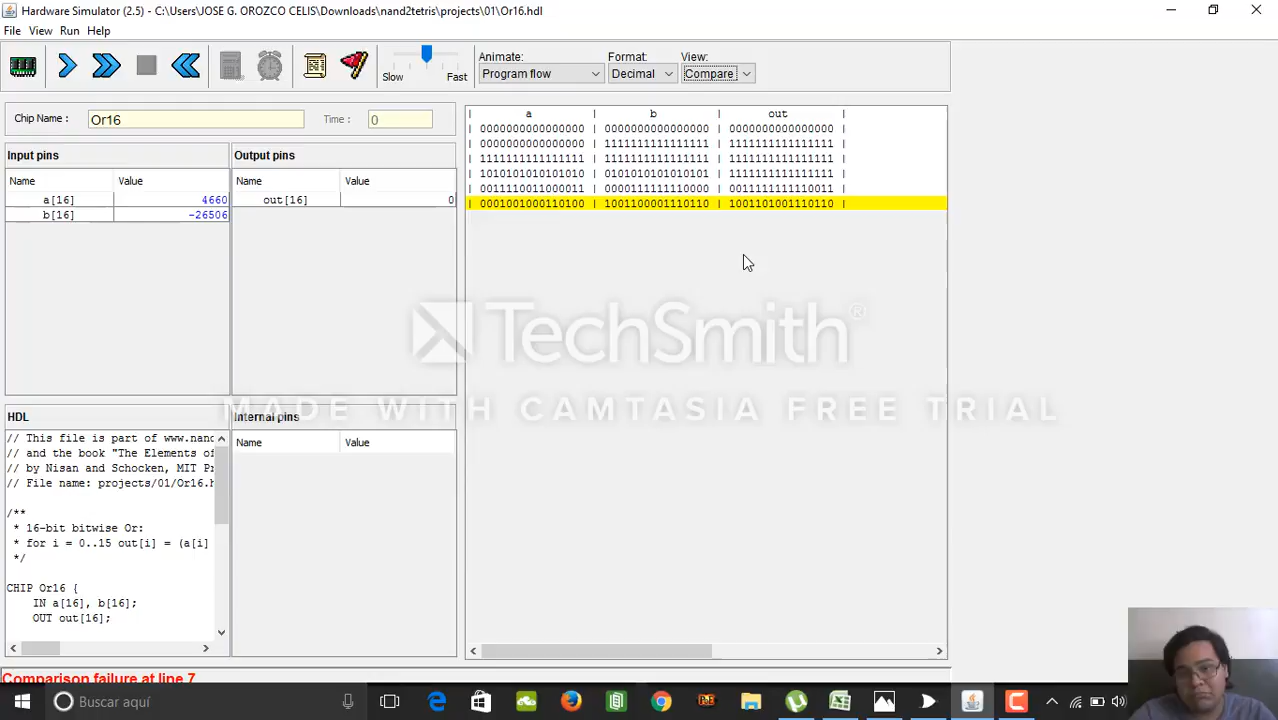 Hardware Simulator (2.5) - C:\Users\JOSE G. OROZCO CELIS\Downloads\nand2tetris\projects\01\Or16.hdl
File View Run Help
Animate: Format: View:
Slow Fast Program flow Decimal Compare
Chip Name : Or16 Time : 0
Input pins Output pins
Name Value Name Value
a[16] 4660 out[16] 0
b[16] -26506
| a | b | out |
| 0000000000000000 | 0000000000000000 | 0000000000000000 |
| 0000000000000000 | 1111111111111111 | 1111111111111111 |
| 1111111111111111 | 1111111111111111 | 1111111111111111 |
| 1010101010101010 | 0101010101010101 | 1111111111111111 |
| 0011110011000011 | 0000111111110000 | 0011111111110011 |
| 0001001000110100 | 1001100001110110 | 1001101001110110 |
TechSmith®
MADE WITH CAMTASIA FREE TRIAL
HDL Internal pins
Name Value
// This file is part of www.nand
// and the book "The Elements of
// by Nisan and Schocken, MIT Pr
// File name: projects/01/Or16.h
/**
* 16-bit bitwise Or:
* for i = 0..15 out[i] = (a[i]
*/
CHIP Or16 {
IN a[16], b[16];
OUT out[16];
Comparison failure at line 7
Buscar aquí